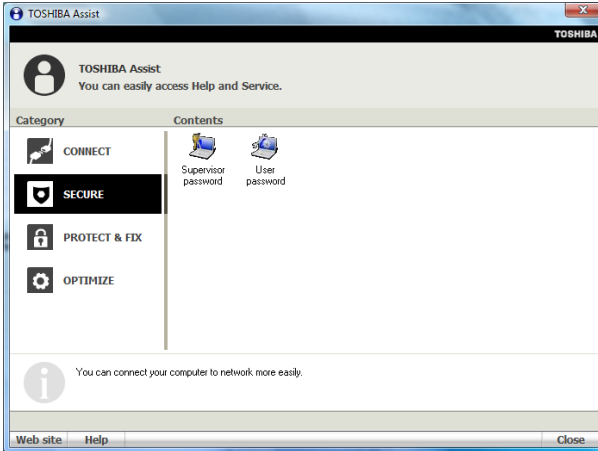 TOSHIBA Assist
TOSHIBA
TOSHIBA Assist
You can easily access Help and Service.
Category
Contents
CONNECT
SECURE
PROTECT & FIX
OPTIMIZE
Supervisor
password
User
password
You can connect your computer to network more easily.
Web site
Help
Close